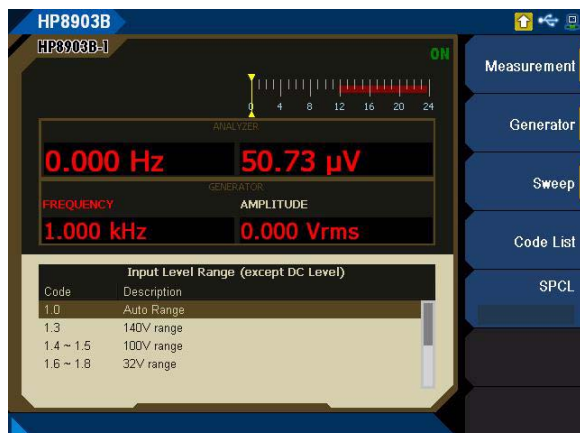 HP8903B
HP8903B-1
ON
0 4 8 12 16 20 24
ANALYZER
0.000 Hz 50.73 µV
GENERATOR
FREQUENCY AMPLITUDE
1.000 kHz 0.000 Vrms
Input Level Range (except DC Level)
Code Description
1.0 Auto Range
1.3 140V range
1.4 ~ 1.5 100V range
1.6 ~ 1.8 32V range
Measurement
Generator
Sweep
Code List
SPCL